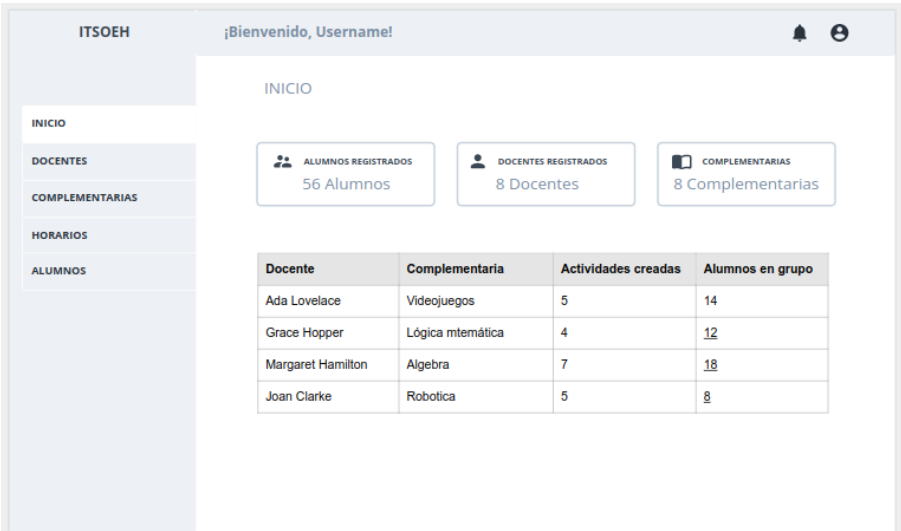 ITSOEH
¡Bienvenido, Username!
INICIO
DOCENTES
COMPLEMENTARIAS
HORARIOS
ALUMNOS
INICIO
ALUMNOS REGISTRADOS
56 Alumnos
DOCENTES REGISTRADOS
8 Docentes
COMPLEMENTARIAS
8 Complementarias
Docente Complementaria Actividades creadas Alumnos en grupo
Ada Lovelace Videojuegos 5 14
Grace Hopper Lógica mtemática 4 12
Margaret Hamilton Algebra 7 18
Joan Clarke Robotica 5 8